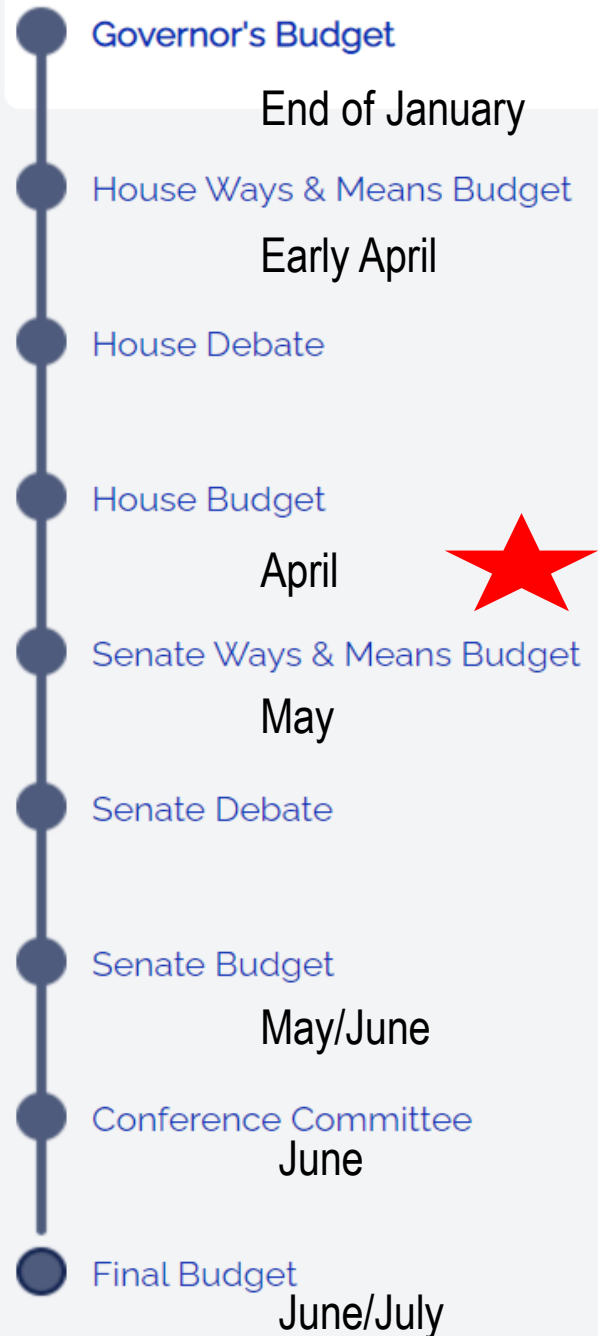 Governor's Budget
End of January
House Ways & Means Budget
Early April
House Debate
House Budget
April
Senate Ways & Means Budget
May
Senate Debate
Senate Budget
May/June
Conference Committee
June
Final Budget
June/July